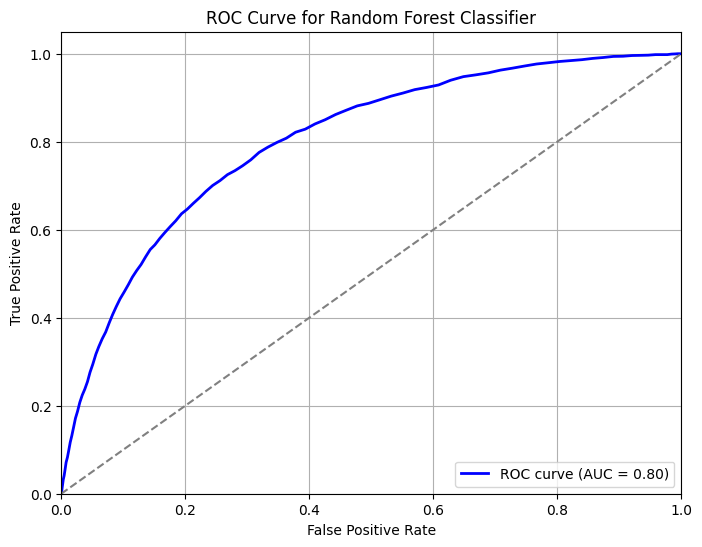 ROC Curve for Random Forest Classifier
True Positive Rate
1.0
0.8
0.6
0.4
0.2
0.0
ROC curve (AUC = 0.80)
0.0 0.2 0.4 0.6 0.8 1.0
False Positive Rate